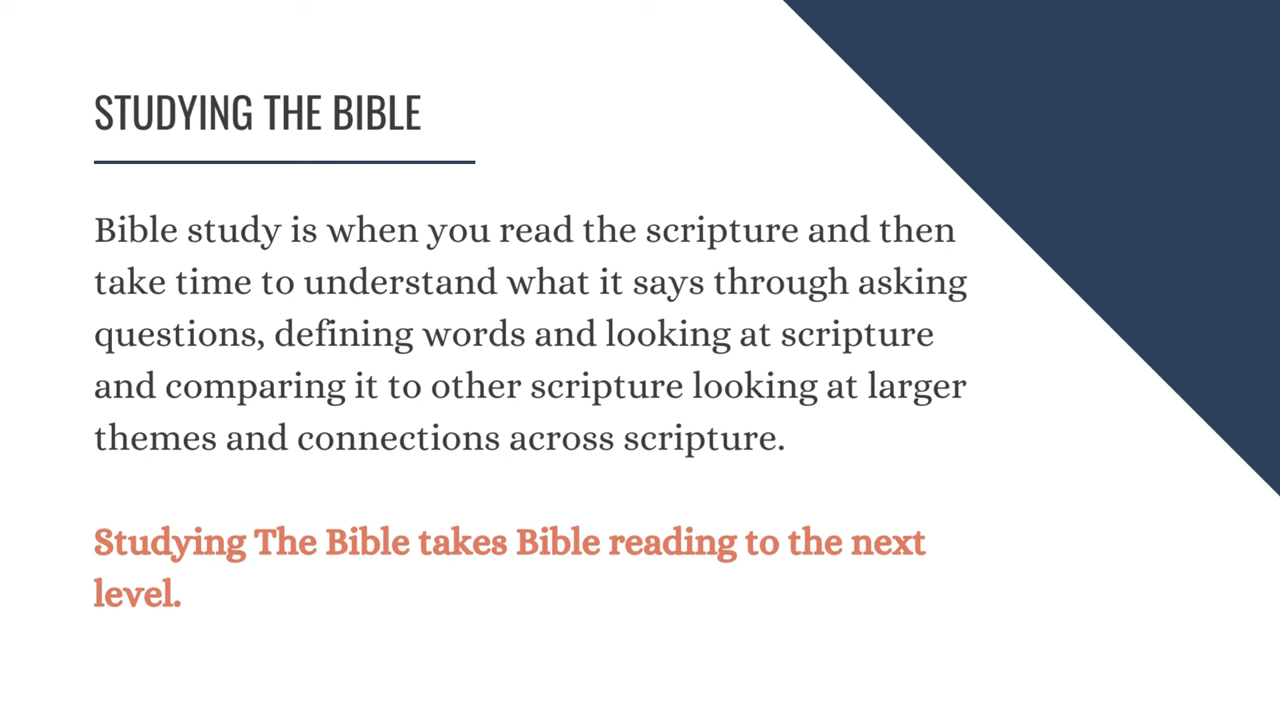 STUDYING THE BIBLE
Bible study is when you read the scripture and then
take time to understand what it says through asking
questions, defining words and looking at scripture
and comparing it to other scripture looking at larger
themes and connections across scripture.
Studying The Bible takes Bible reading to the next
level.